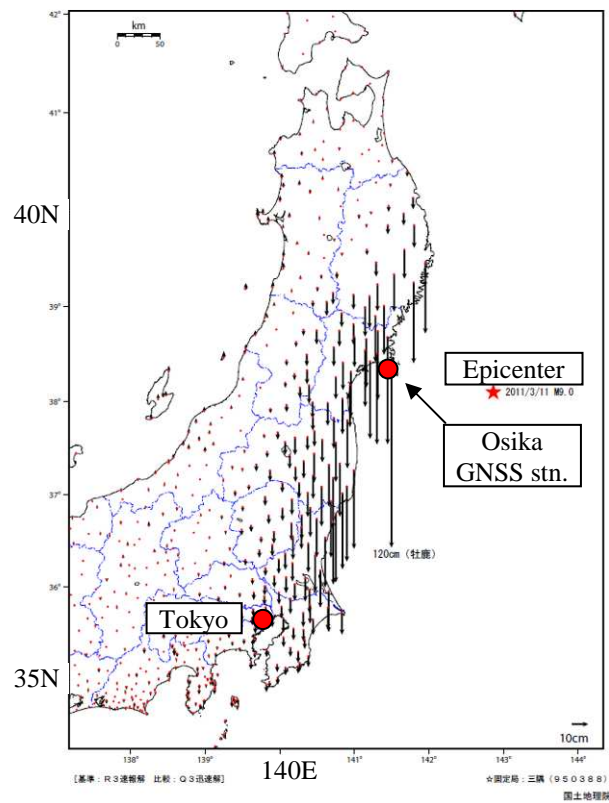 km
0 50
41°
40N
39°
Epicenter
2011/3/11 M9.0
38°
Osika
GNSS stn.
37°
120cm (牡鹿)
36°
Tokyo
35N
10cm
138° 139° 140E 141° 142° 143° 144°
[基準:R3速報解 比較:Q3迅速解] ☆固定局:三隅(950388)
国土地理院